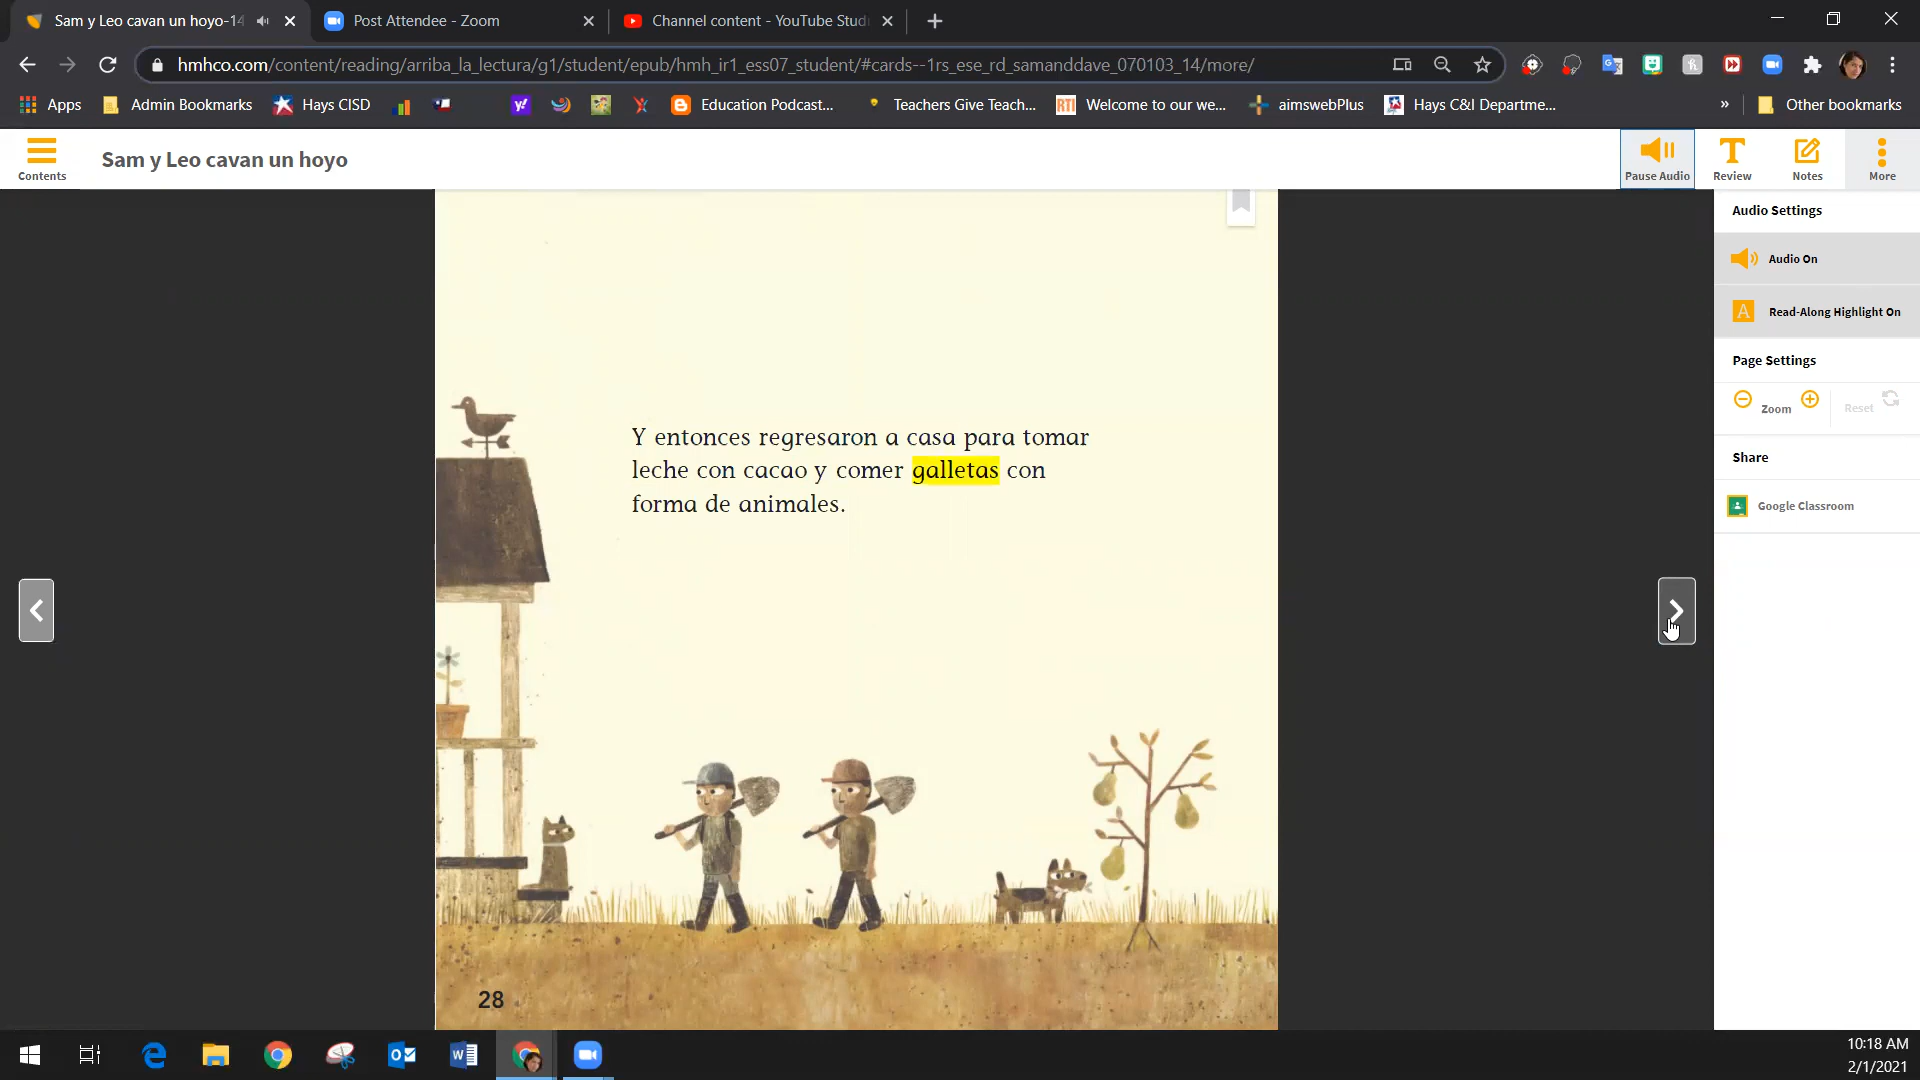 Sam y Leo cavan un hoyo-14
Post Attendee - Zoom
Channel content - YouTube Stud
hmhco.com/content/reading/arriba_la_lectura/g1/student/epub/hmh_ir1_ess07_student/#cards--1rs_ese_rd_samanddave_070103_14/more/
Apps
Admin Bookmarks
Hays CISD
Education Podcast...
Teachers Give Teach...
RTI
Welcome to our we...
aimswebPlus
Hays C&I Departme...
»
Other bookmarks
Contents
Sam y Leo cavan un hoyo
Pause Audio
Review
Notes
More
Audio Settings
Audio On
A
Read-Along Highlight On
Page Settings
Zoom
Reset
Share
Google Classroom
Y entonces regresaron a casa para tomar
leche con cacao y comer galletas con
forma de animales.
28
10:18 AM
2/1/2021